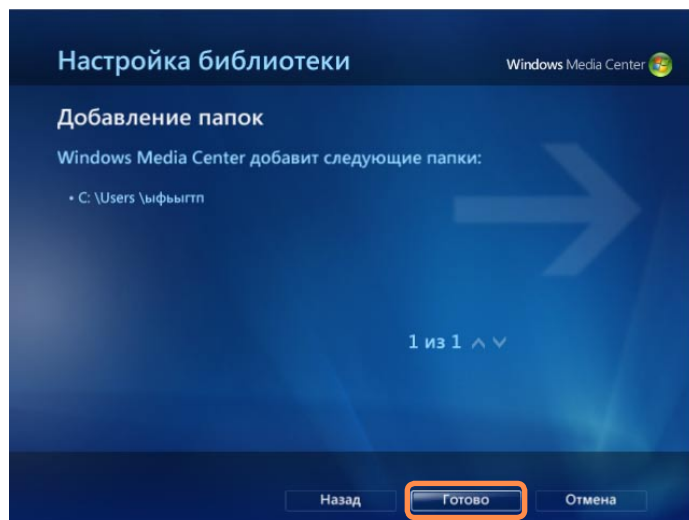 Настройка библиотеки
Windows Media Center
Добавление папок
Windows Media Center добавит следующие папки:
• C: \Users \ыфьыгтп
1 из 1
Назад
Готово
Отмена